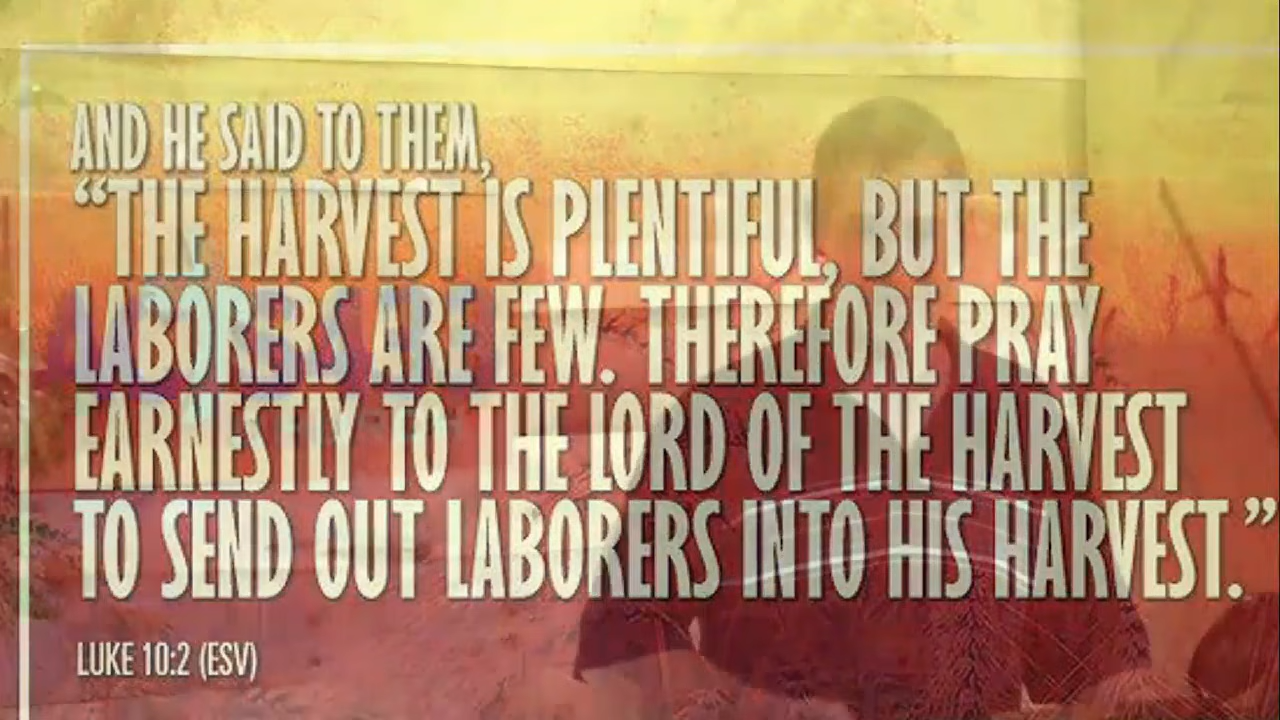 AND HE SAID TO THEM,
“THE HARVEST IS PLENTIFUL, BUT THE
LABORERS ARE FEW. THEREFORE PRAY
EARNESTLY TO THE LORD OF THE HARVEST
TO SEND OUT LABORERS INTO HIS HARVEST.”
LUKE 10:2 (ESV)